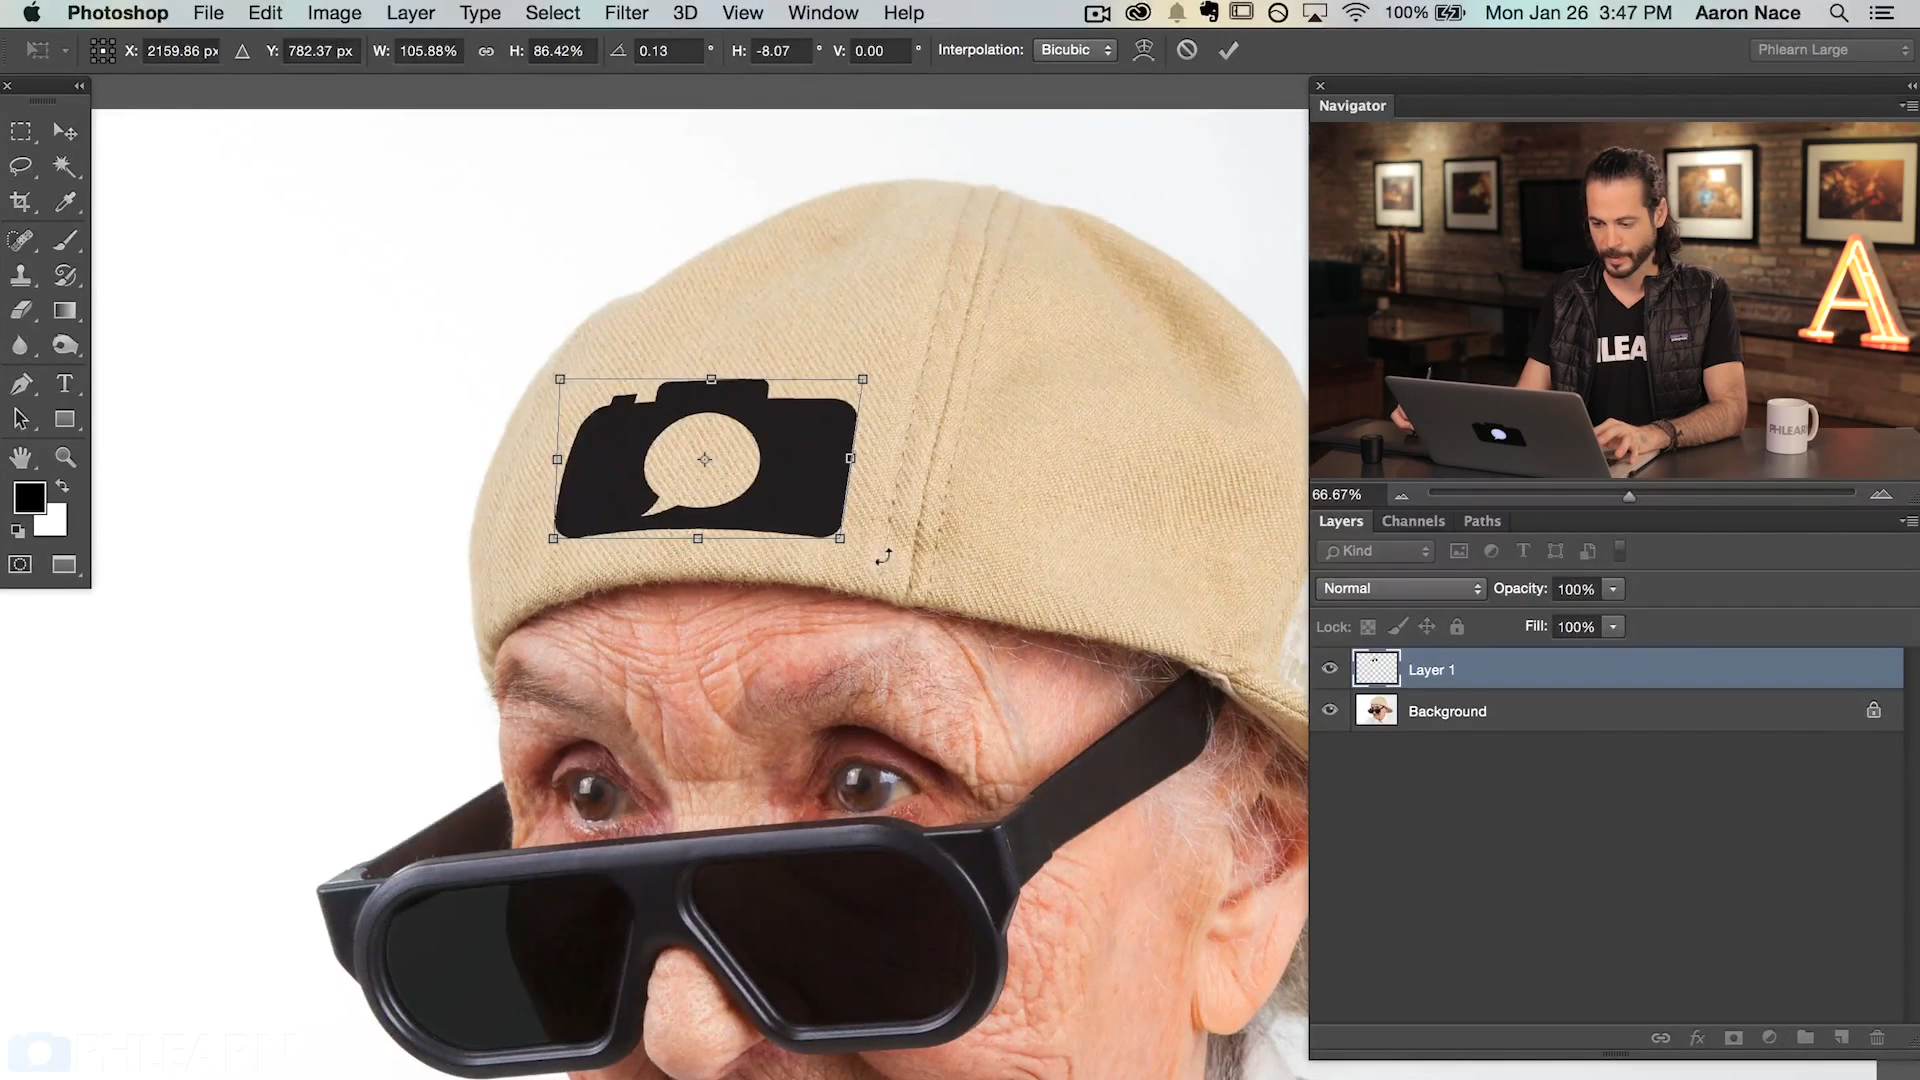 Photoshop File Edit Image Layer Type Select Filter 3D View Window Help 100% Mon Jan 26 3:47 PM Aaron Nace
X: 2159.86 px Y: 782.37 px W: 105.88% H: 86.42% 0.13 ° H: -8.07 ° V: 0.00 ° Interpolation: Bicubic Phlearn Large
Navigator
A
PHLEARN
66.67%
Layers Channels Paths
Kind
Normal Opacity: 100%
Lock: Fill: 100%
Layer 1
Background
fx
PHLEARN